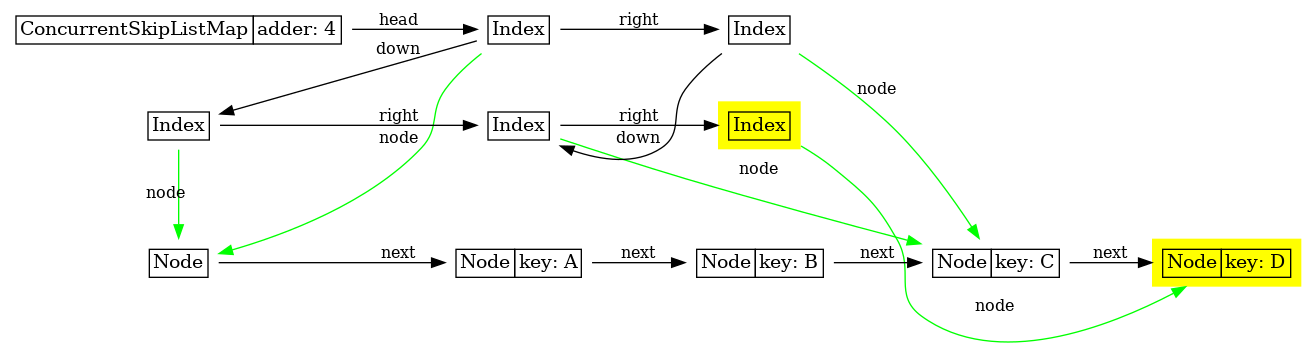 ConcurrentSkipListMap adder: 4 head Index right Index
down
node
Index right Index right Index
node down
node
node
Node next Node key: A next Node key: B next Node key: C next Node key: D
node